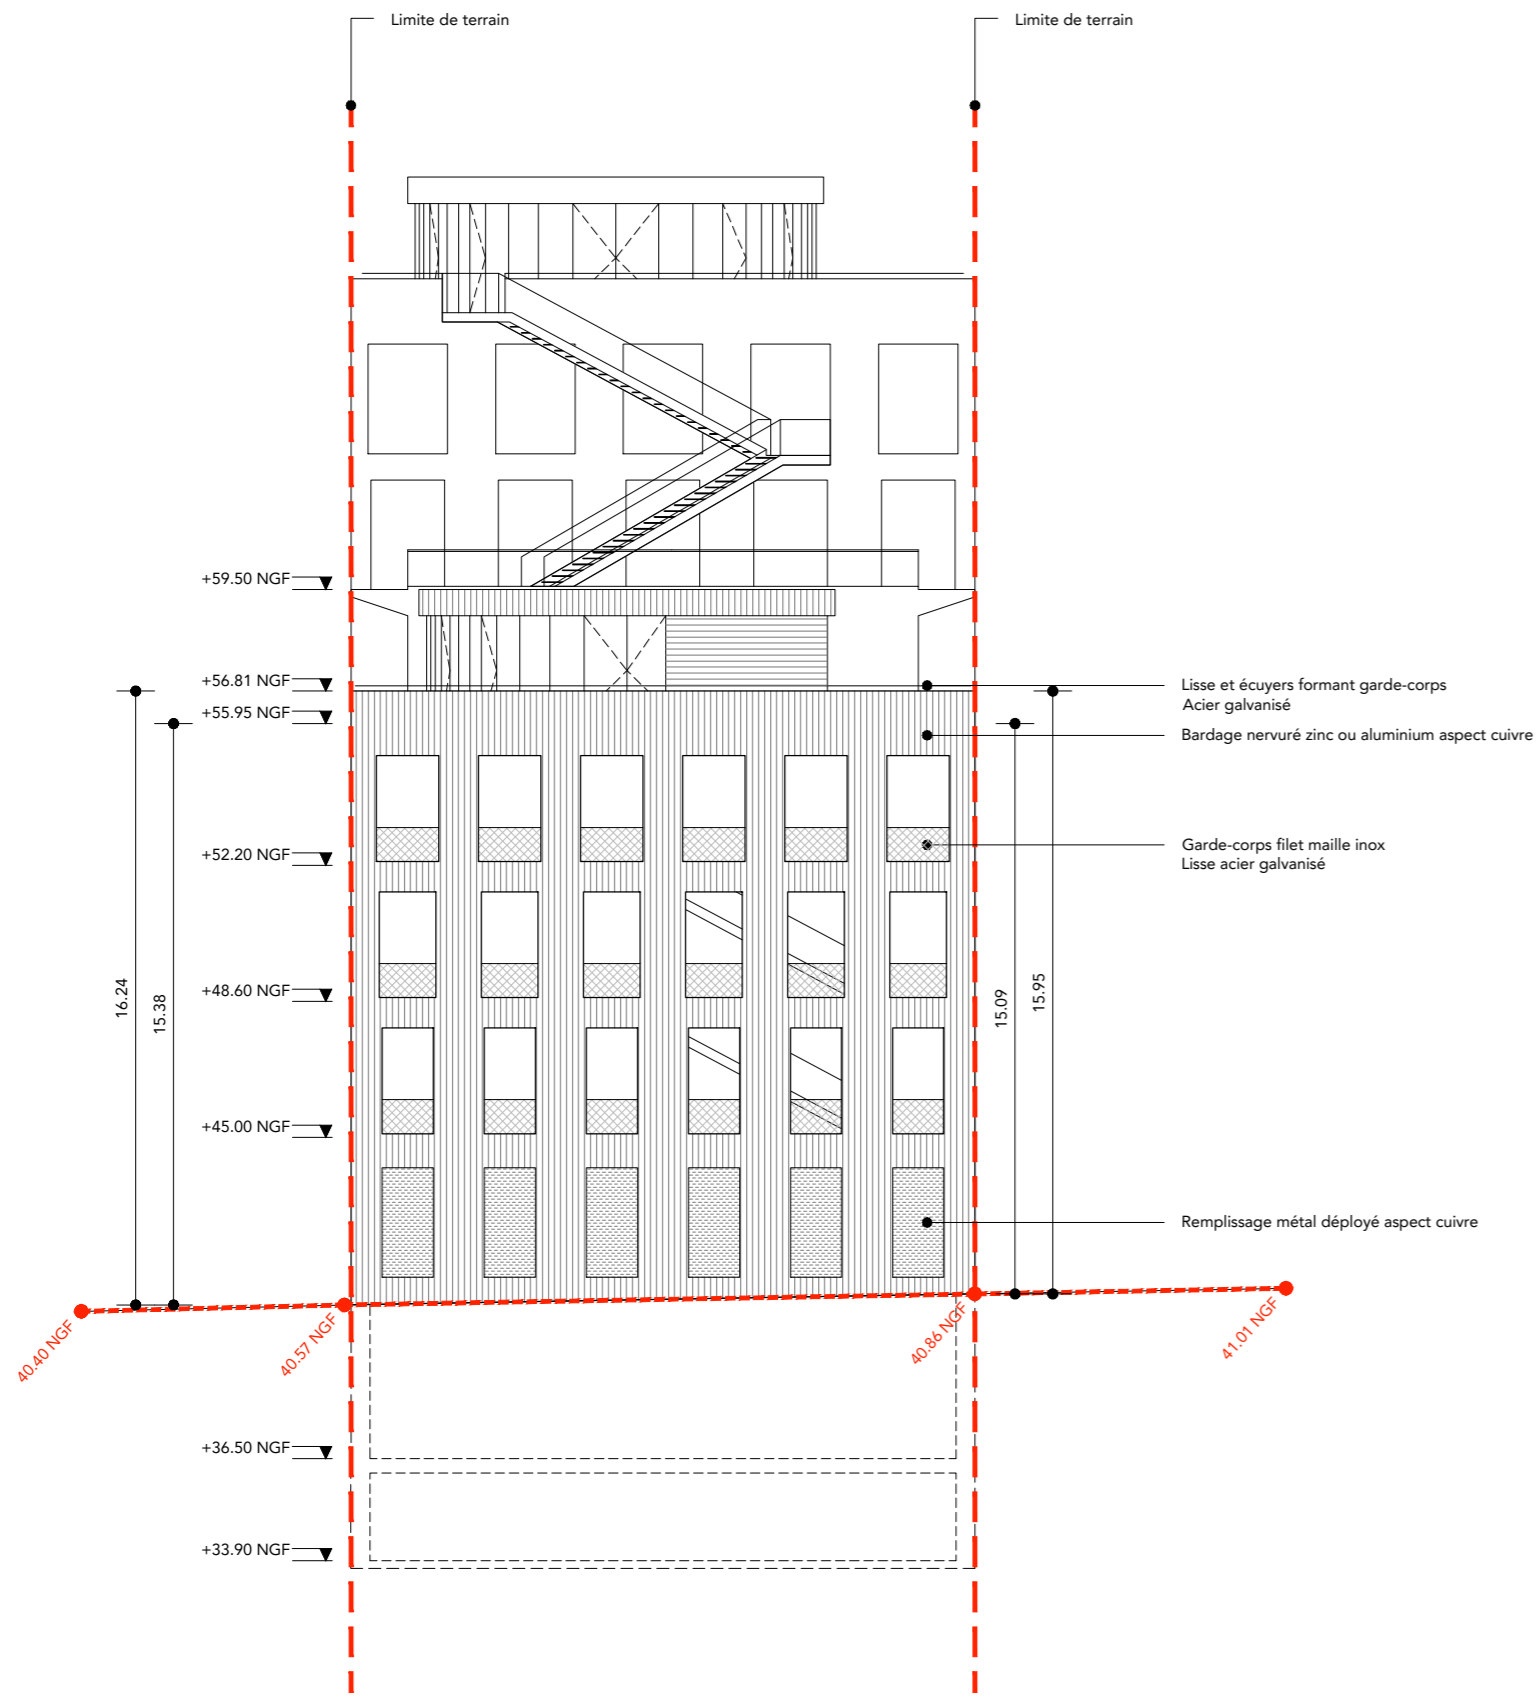 Limite de terrain
Limite de terrain
+59.50 NGF
+56.81 NGF
+55.95 NGF
Lisse et écuyers formant garde-corps
Acier galvanisé
Bardage nervuré zinc ou aluminium aspect cuivre
+52.20 NGF
Garde-corps filet maille inox
Lisse acier galvanisé
+48.60 NGF
16.24
15.38
15.09
15.95
+45.00 NGF
Remplissage métal déployé aspect cuivre
40.40 NGF
40.57 NGF
40.86 NGF
41.01 NGF
+36.50 NGF
+33.90 NGF